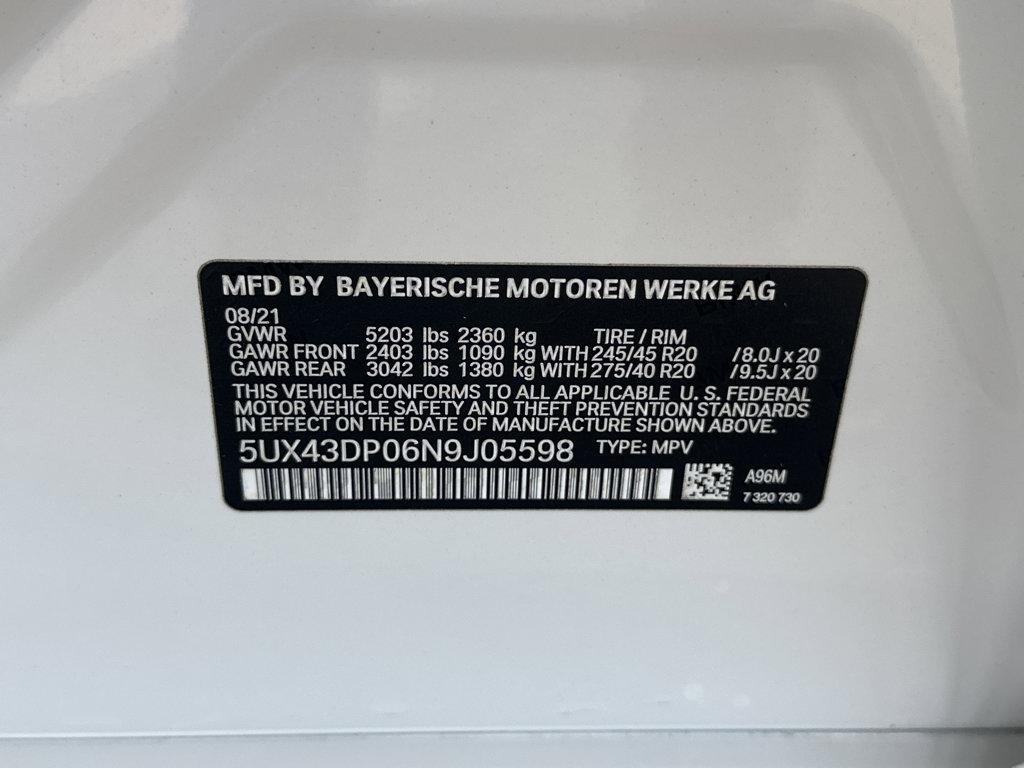 MFD BY BAYERISCHE MOTOREN WERKE AG
08/21
GVWR 5203 lbs 2360 kg TIRE / RIM
GAWR FRONT 2403 lbs 1090 kg WITH 245/45 R20 /8.0J x 20
GAWR REAR 3042 lbs 1380 kg WITH 275/40 R20 /9.5J x 20
THIS VEHICLE CONFORMS TO ALL APPLICABLE U. S. FEDERAL
MOTOR VEHICLE SAFETY AND THEFT PREVENTION STANDARDS
IN EFFECT ON THE DATE OF MANUFACTURE SHOWN ABOVE.
5UX43DP06N9J05598 TYPE: MPV
A96M
7 320 730